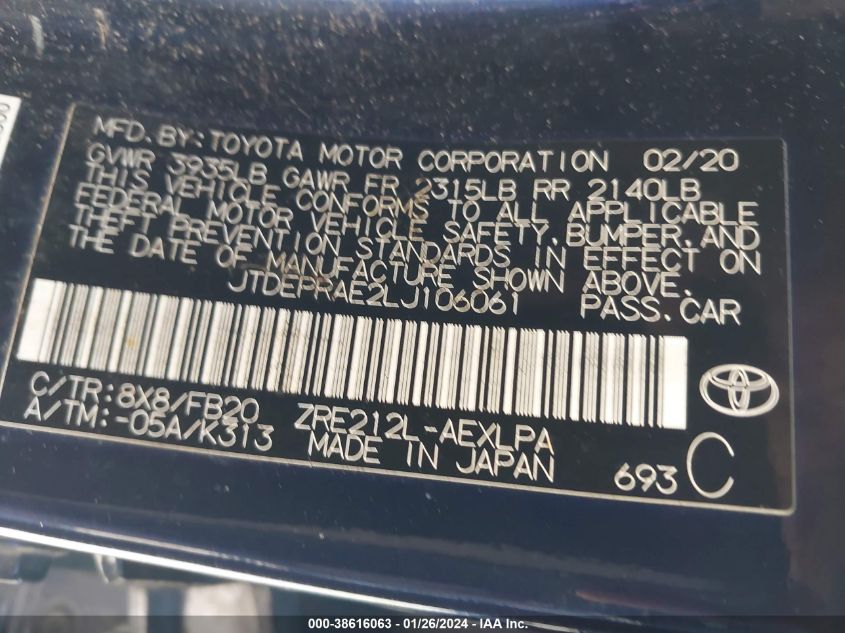 MFD.BY:TOYOTA MOTOR CORPORATION 02/20
GVWR 3935LB GAWR FR 2315LB RR 2140LB
THIS VEHICLE CONFORMS TO ALL APPLICABLE
FEDERAL MOTOR VEHICLE SAFETY,BUMPER,AND
THEFT PREVENTION STANDARDS IN EFFECT ON
THE DATE OF MANUFACTURE SHOWN ABOVE.
JTDEPRAE2LJ106061 PASS.CAR
C/TR:8X8/FB20 ZRE212L-AEXLPA
A/TM:-05A/K313 MADE IN JAPAN
693 C
000-38616063 - 01/26/2024 - IAA Inc.